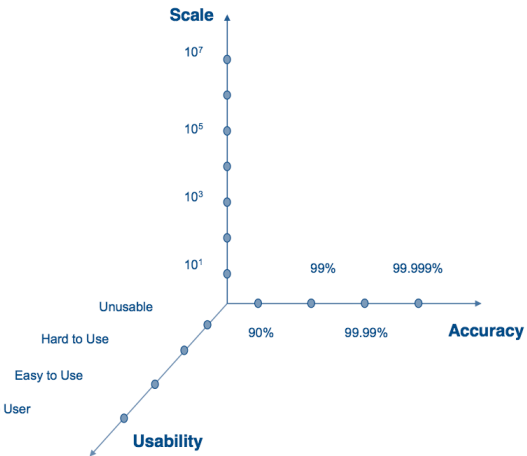 Scale
10⁷
10⁵
10³
10¹
99%
99.999%
Unusable
90%
99.99%
Accuracy
Hard to Use
Easy to Use
User
Usability